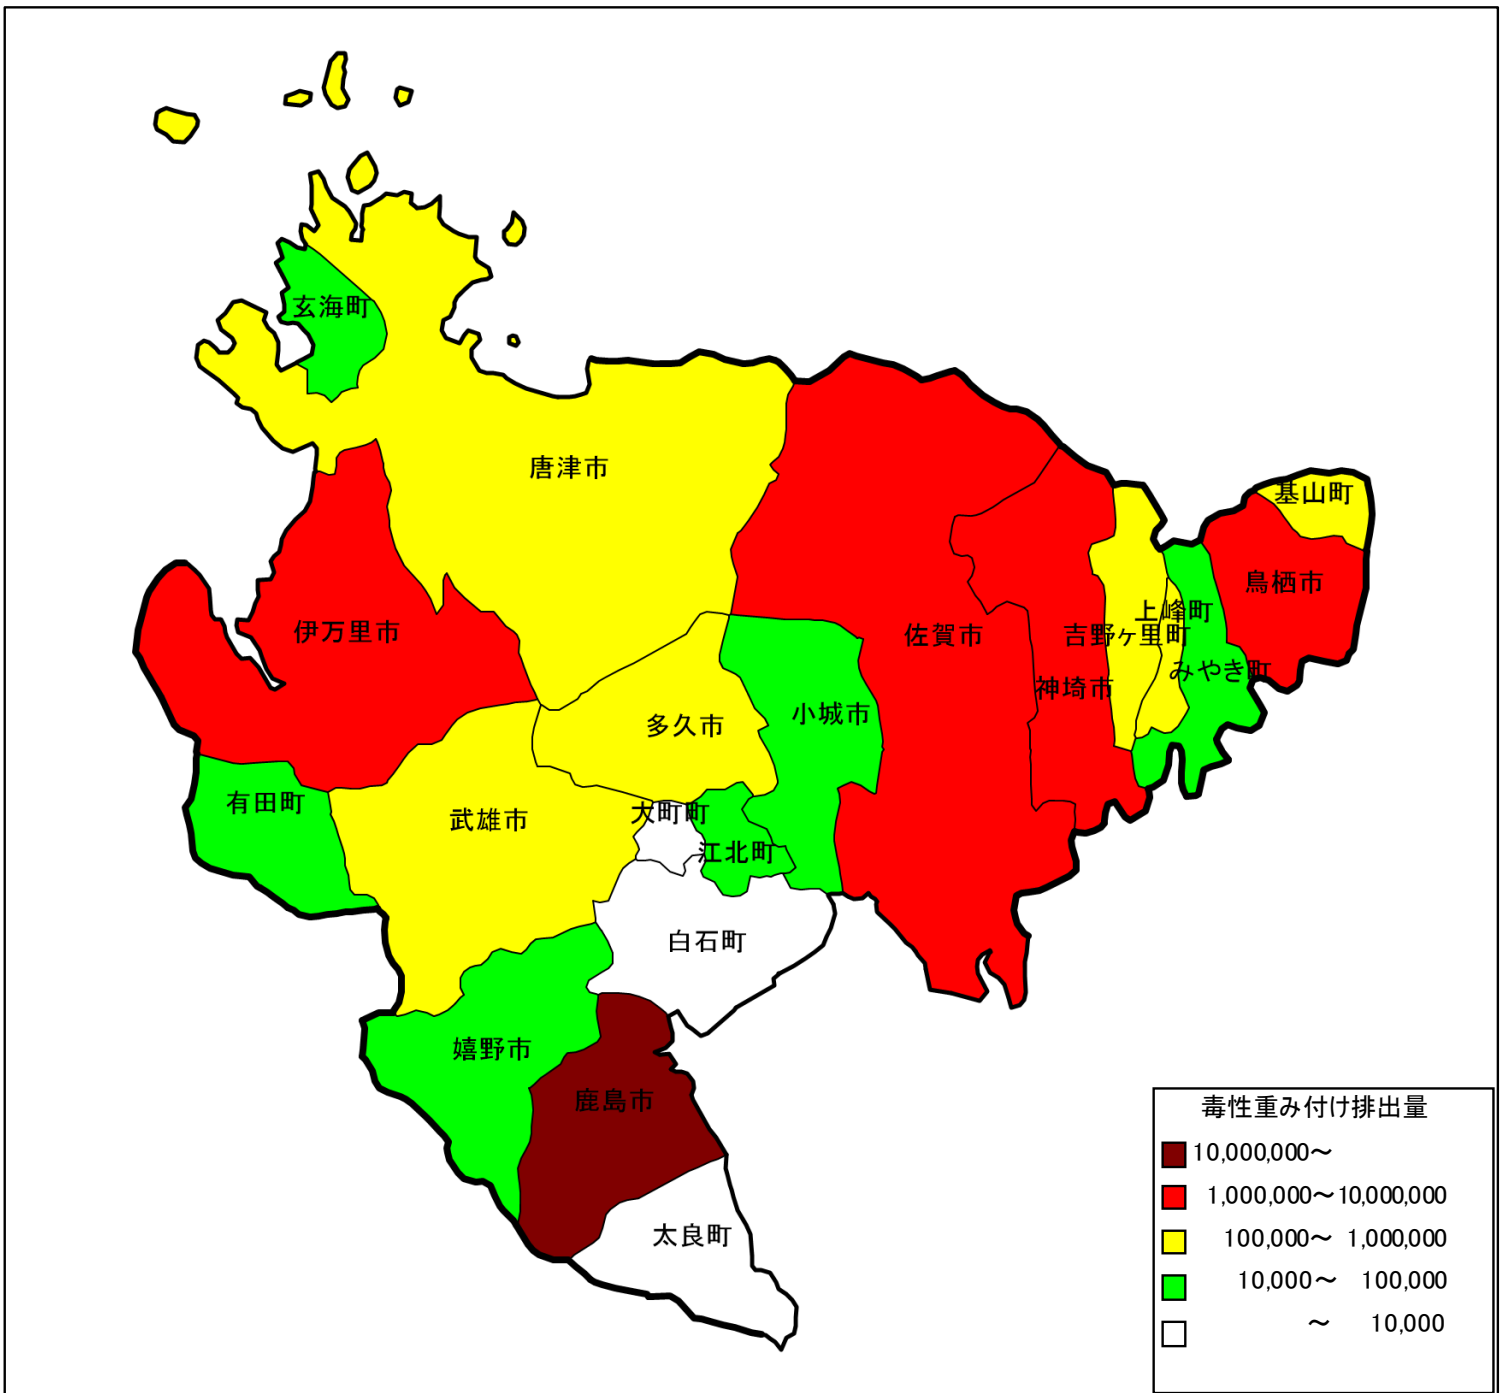 玄海町
唐津市
基山町
鳥栖市
上峰町
伊万里市
佐賀市
吉野ヶ里町
みやき町
神埼市
小城市
多久市
有田町
大町町
武雄市
江北町
白石町
嬉野市
鹿島市
太良町
毒性重み付け排出量
10,000,000～
1,000,000～10,000,000
100,000～ 1,000,000
10,000～ 100,000
～ 10,000